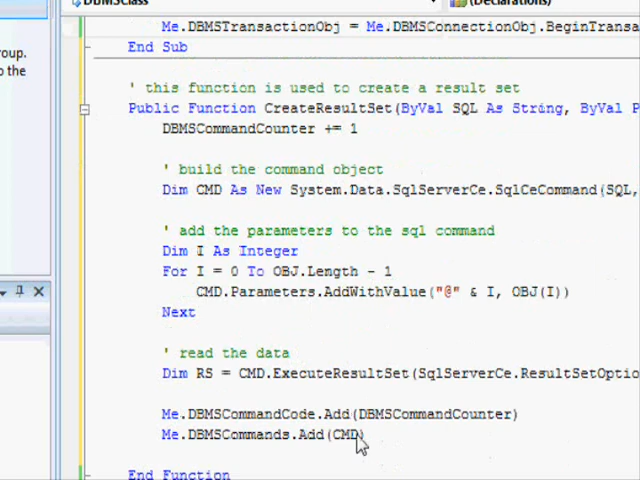 DBMSClass
(Declarations)
Me.DBMSTransactionObj = Me.DBMSConnectionObj.BeginTransa
End Sub
roup.
o the
' this function is used to create a result set
Public Function CreateResultSet(ByVal SQL As String, ByVal P
DBMSCommandCounter += 1
' build the command object
Dim CMD As New System.Data.SqlServerCe.SqlCeCommand(SQL,
' add the parameters to the sql command
Dim I As Integer
For I = 0 To OBJ.Length - 1
CMD.Parameters.AddWithValue("@" & I, OBJ(I))
Next
' read the data
Dim RS = CMD.ExecuteResultSet(SqlServerCe.ResultSetOptio
Me.DBMSCommandCode.Add(DBMSCommandCounter)
Me.DBMSCommands.Add(CMD)
End Function